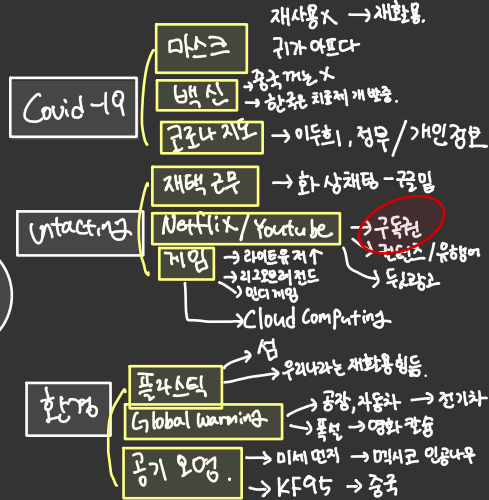 재사용X → 재활용.
마스크
귀가 아프다
Covid-19
백신
→ 중국 꺼는 X
→ 한국은 치료제 개발중.
코로나 지도 → 이두희, 정부/개인정보
재택 근무 → 화상채팅 - 구글밋
untacting
Netflix/Youtube → 구독권
→ 컨텐츠/유행어
→ 듀얼광고
게임
→ 라이트유저↑
→ 리그오브레전드
→ 인디게임
→ Cloud Computing
플라스틱
→ 섬
→ 우리나라는 재활용 힘듬.
환경
Global warming
→ 공장, 자동차 → 전기차
→ 폭설 → 영화
공기 오염.
→ 미세 먼지 → 멕시코 인공나무
→ KF95 → 중국